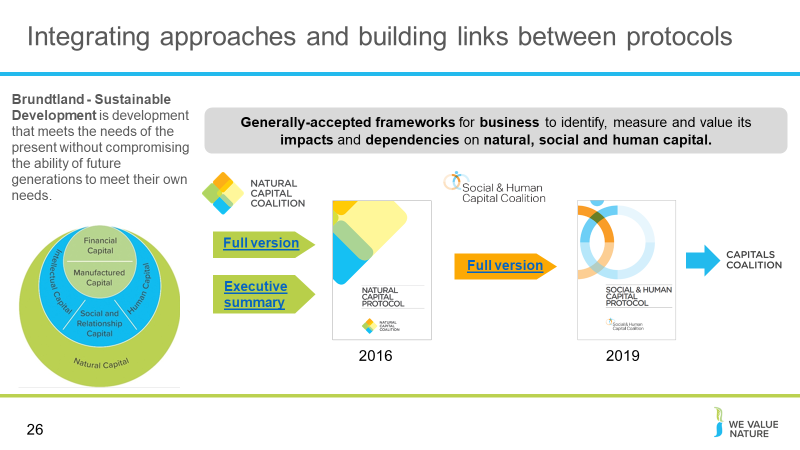 Integrating approaches and building links between protocols
Brundtland - Sustainable
Development is development
that meets the needs of the
present without compromising
the ability of future
generations to meet their own
needs.
Generally-accepted frameworks for business to identify, measure and value its
impacts and dependencies on natural, social and human capital.
NATURAL
CAPITAL
COALITION
Social & Human
Capital Coalition
Full version
Executive
summary
NATURAL
CAPITAL
PROTOCOL
NATURAL
CAPITAL
COALITION
2016
Full version
SOCIAL & HUMAN
CAPITAL
PROTOCOL
Social & Human
Capital Coalition
2019
CAPITALS
COALITION
Financial
Capital
Manufactured
Capital
Intellectual Capital
Human Capital
Social and
Relationship
Capital
Natural Capital
26
WE VALUE
NATURE